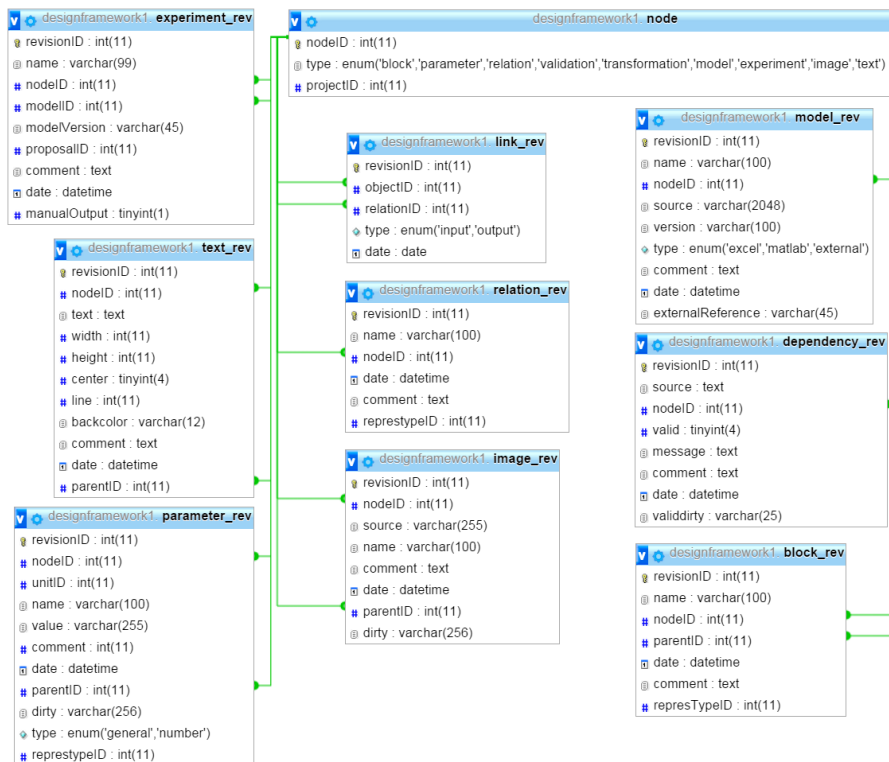 designframework1. experiment_rev
revisionID : int(11)
name : varchar(99)
nodeID : int(11)
modelID : int(11)
modelVersion : varchar(45)
proposalID : int(11)
comment : text
date : datetime
manualOutput : tinyint(1)
designframework1. node
nodeID : int(11)
type : enum('block','parameter','relation','validation','transformation','model','experiment','image','text')
projectID : int(11)
designframework1. link_rev
revisionID : int(11)
objectID : int(11)
relationID : int(11)
type : enum('input','output')
date : date
designframework1. model_rev
revisionID : int(11)
name : varchar(100)
nodeID : int(11)
source : varchar(2048)
version : varchar(100)
type : enum('excel','matlab','external')
comment : text
date : datetime
externalReference : varchar(45)
designframework1. text_rev
revisionID : int(11)
nodeID : int(11)
text : text
width : int(11)
height : int(11)
center : tinyint(4)
line : int(11)
backcolor : varchar(12)
comment : text
date : datetime
parentID : int(11)
designframework1. relation_rev
revisionID : int(11)
name : varchar(100)
nodeID : int(11)
date : datetime
comment : text
represtypeID : int(11)
designframework1. dependency_rev
revisionID : int(11)
source : text
nodeID : int(11)
valid : tinyint(4)
message : text
comment : text
date : datetime
validdirty : varchar(25)
designframework1. image_rev
revisionID : int(11)
nodeID : int(11)
source : varchar(255)
name : varchar(100)
comment : text
date : datetime
parentID : int(11)
dirty : varchar(256)
designframework1. parameter_rev
revisionID : int(11)
nodeID : int(11)
unitID : int(11)
name : varchar(100)
value : varchar(255)
comment : int(11)
date : datetime
parentID : int(11)
dirty : varchar(256)
type : enum('general','number')
represtypeID : int(11)
designframework1. block_rev
revisionID : int(11)
name : varchar(100)
nodeID : int(11)
parentID : int(11)
date : datetime
comment : text
represTypeID : int(11)